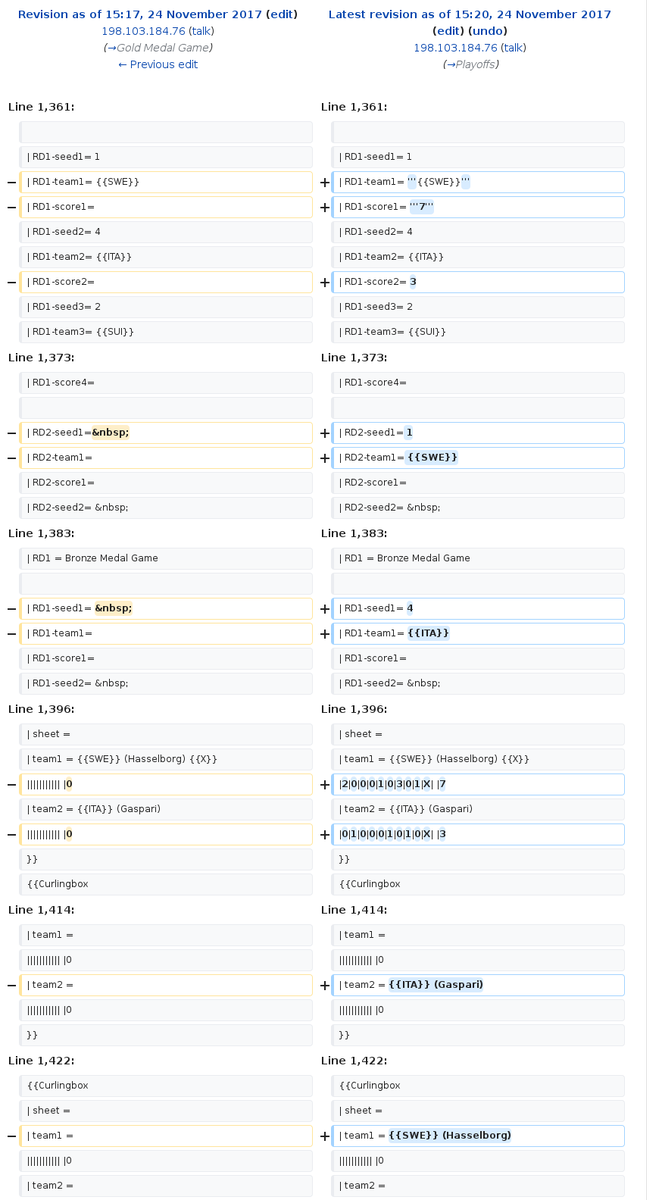 Revision as of 15:17, 24 November 2017 (edit)
198.103.184.76 (talk)
(→Gold Medal Game)
← Previous edit
Line 1,361:
| RD1-seed1= 1
| RD1-team1= {{SWE}}
| RD1-score1=
| RD1-seed2= 4
| RD1-team2= {{ITA}}
| RD1-score2=
| RD1-seed3= 2
| RD1-team3= {{SUI}}
Line 1,373:
| RD1-score4=
| RD2-seed1=&nbsp;
| RD2-team1=
| RD2-score1=
| RD2-seed2= &nbsp;
Line 1,383:
| RD1 = Bronze Medal Game
| RD1-seed1= &nbsp;
| RD1-team1=
| RD1-score1=
| RD1-seed2= &nbsp;
Line 1,396:
| sheet =
| team1 = {{SWE}} (Hasselborg) {{X}}
||||||||||| |0
| team2 = {{ITA}} (Gaspari)
||||||||||| |0
}}
{{Curlingbox
Line 1,414:
| team1 =
||||||||||| |0
| team2 =
||||||||||| |0
}}
Line 1,422:
{{Curlingbox
| sheet =
| team1 =
||||||||||| |0
| team2 =
Latest revision as of 15:20, 24 November 2017
(edit) (undo)
198.103.184.76 (talk)
(→Playoffs)
Line 1,361:
| RD1-seed1= 1
| RD1-team1= '''{{SWE}}'''
| RD1-score1= '''7''
| RD1-seed2= 4
| RD1-team2= {{ITA}}
| RD1-score2= 3
| RD1-seed3= 2
| RD1-team3= {{SUI}}
Line 1,373:
| RD1-score4=
| RD2-seed1= 1
| RD2-team1= {{SWE}}
| RD2-score1=
| RD2-seed2= &nbsp;
Line 1,383:
| RD1 = Bronze Medal Game
| RD1-seed1= 4
| RD1-team1= {{ITA}}
| RD1-score1=
| RD1-seed2= &nbsp;
Line 1,396:
| sheet =
| team1 = {{SWE}} (Hasselborg) {{X}}
|2|0|0|0|1|0|3|0|1|X| |7
| team2 = {{ITA}} (Gaspari)
|0|1|0|0|0|1|0|1|0|X| |3
}}
{{Curlingbox
Line 1,414:
| team1 =
||||||||||| |0
| team2 = {{ITA}} (Gaspari)
||||||||||| |0
}}
Line 1,422:
{{Curlingbox
| sheet =
| team1 = {{SWE}} (Hasselborg)
||||||||||| |0
| team2 =